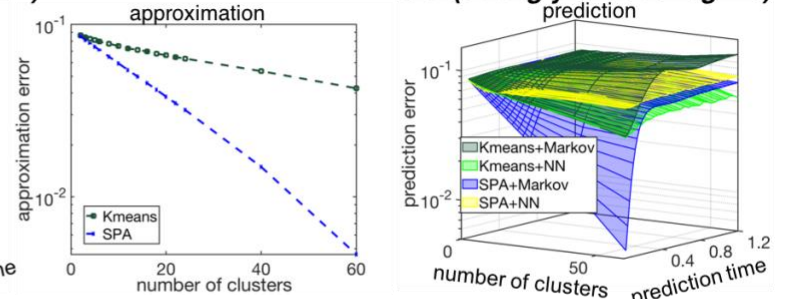 approximation
10⁻¹
10⁻²
approximation error
Kmeans
SPA
0
20
40
60
number of clusters
prediction
10⁻¹
10⁻²
prediction error
Kmeans+Markov
Kmeans+NN
SPA+Markov
SPA+NN
0
50
number of clusters
0.4
0.8
1.2
prediction time